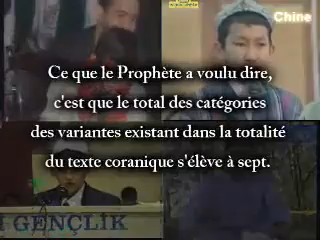 Chine
Ce que le Prophète a voulu dire,
c'est que le total des catégories
des variantes existant dans la totalité
du texte coranique s'élève à sept.
GENÇLİK